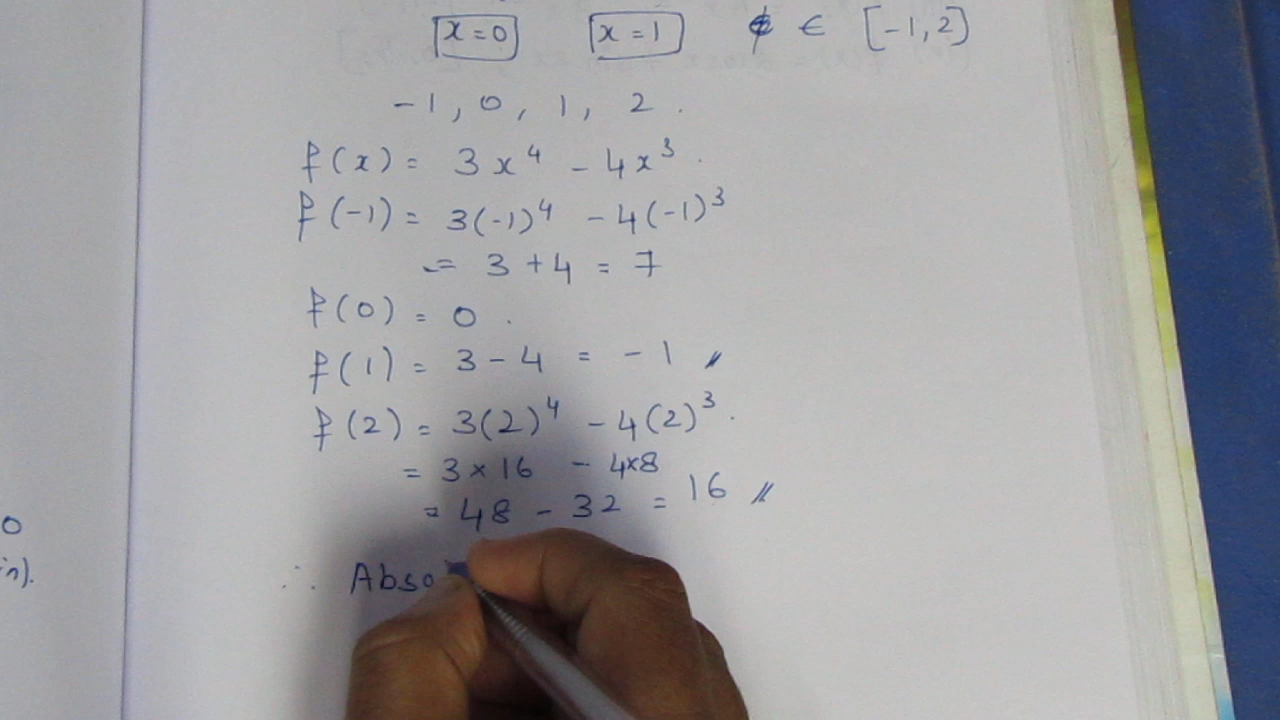 x = 0 x = 1 ∈ [-1, 2]
-1, 0, 1, 2.
f(x) = 3x⁴ - 4x³.
f(-1) = 3(-1)⁴ - 4(-1)³
= 3 + 4 = 7
f(0) = 0.
f(1) = 3 - 4 = -1 //
f(2) = 3(2)⁴ - 4(2)³.
= 3 × 16 - 4×8
= 48 - 32 = 16 //
0
in).
∴ Abso